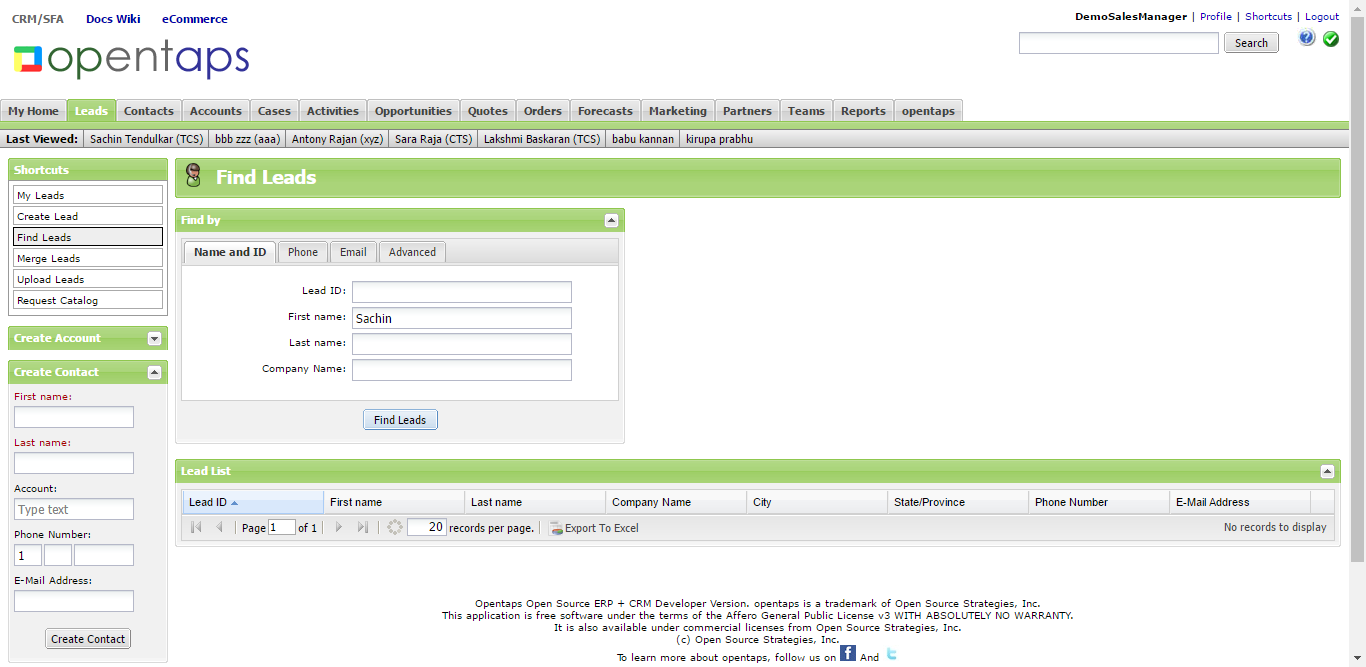 CRM/SFA Docs Wiki eCommerce
DemoSalesManager | Profile | Shortcuts | Logout
opentaps
Search
?
My Home Leads Contacts Accounts Cases Activities Opportunities Quotes Orders Forecasts Marketing Partners Teams Reports opentaps
Last Viewed: Sachin Tendulkar (TCS) bbb zzz (aaa) Antony Rajan (xyz) Sara Raja (CTS) Lakshmi Baskaran (TCS) babu kannan kirupa prabhu
Shortcuts
My Leads
Create Lead
Find Leads
Merge Leads
Upload Leads
Request Catalog
Create Account
Create Contact
First name:
Last name:
Account:
Type text
Phone Number:
1
E-Mail Address:
Create Contact
Find Leads
Find by
Name and ID Phone Email Advanced
Lead ID:
First name: Sachin
Last name:
Company Name:
Find Leads
Lead List
Lead ID First name Last name Company Name City State/Province Phone Number E-Mail Address
Page 1 of 1 20 records per page. Export To Excel No records to display
Opentaps Open Source ERP + CRM Developer Version. opentaps is a trademark of Open Source Strategies, Inc.
This application is free software under the terms of the Affero General Public License v3 WITH ABSOLUTELY NO WARRANTY.
It is also available under commercial licenses from Open Source Strategies, Inc.
(c) Open Source Strategies, Inc.
To learn more about opentaps, follow us on f And t